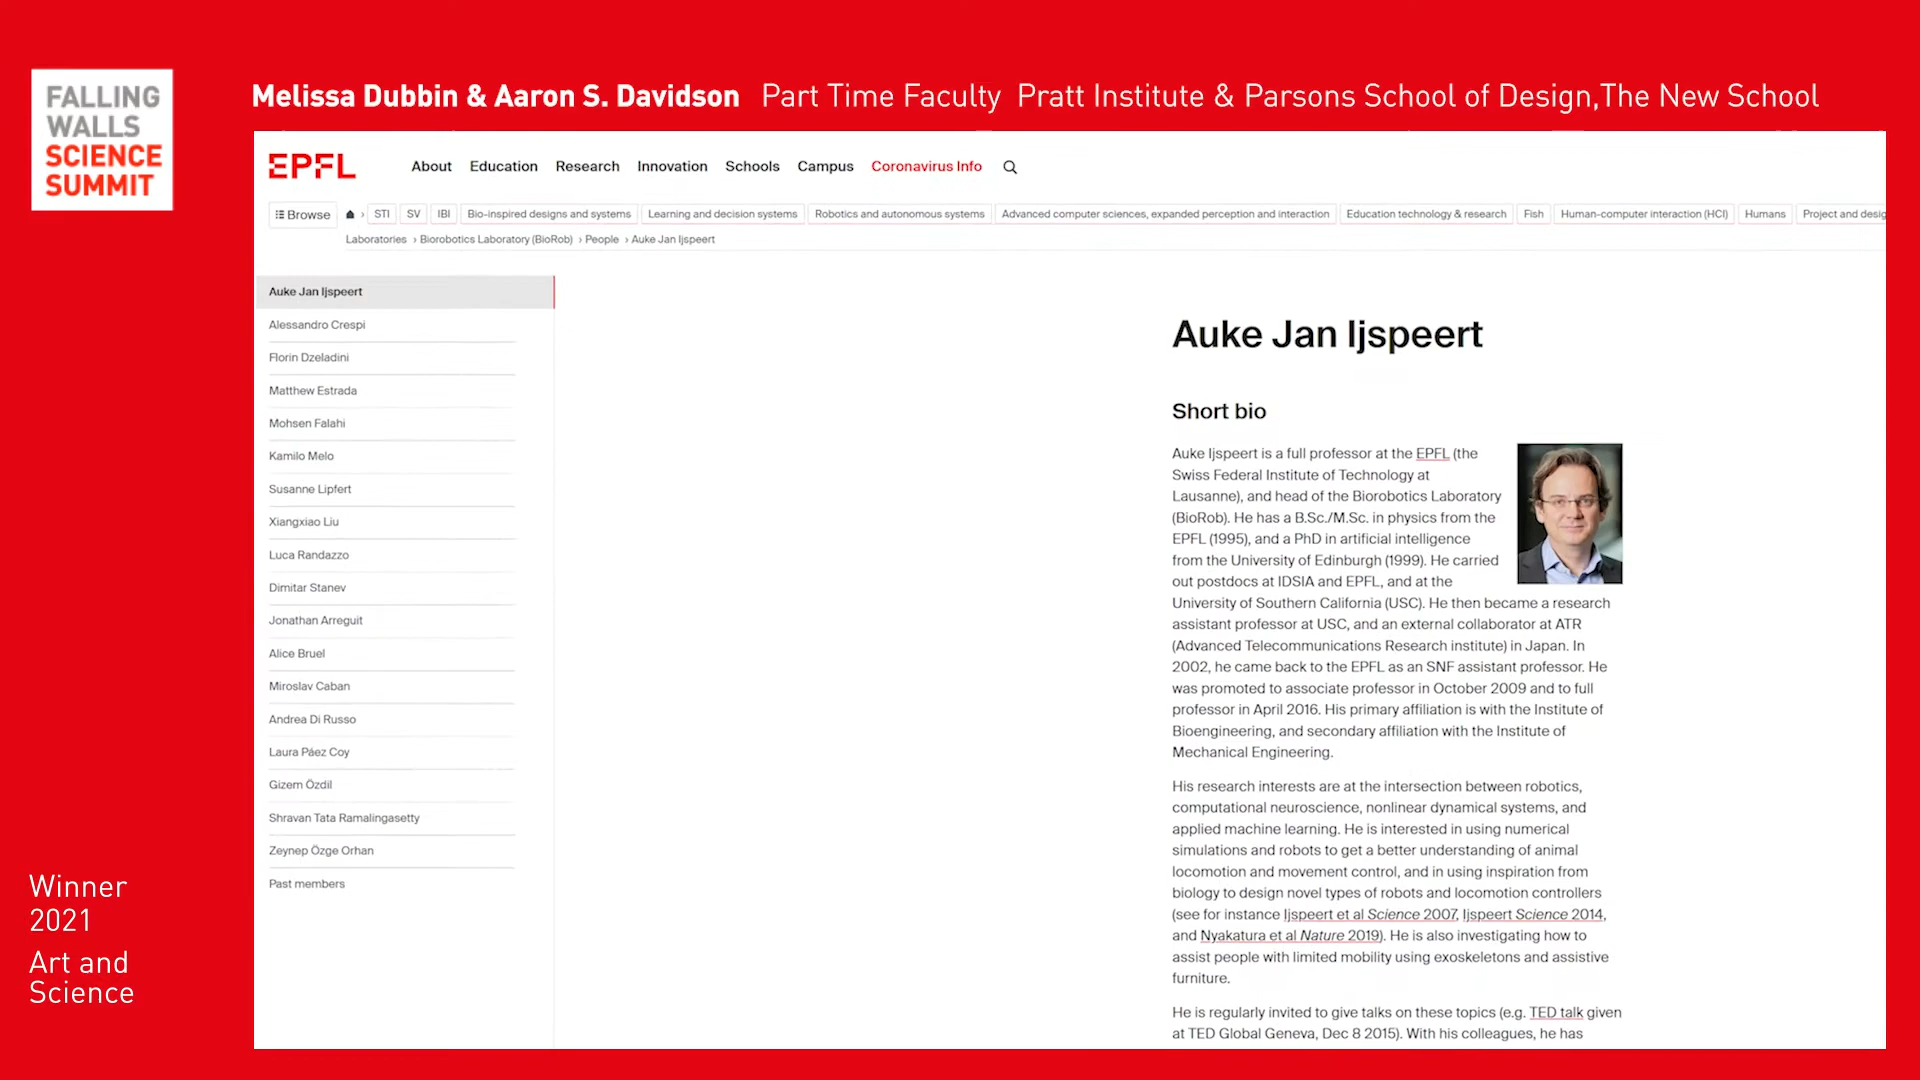 FALLING
WALLS
SCIENCE
SUMMIT
Melissa Dubbin & Aaron S. Davidson Part Time Faculty Pratt Institute & Parsons School of Design,The New School
EPFL
About Education Research Innovation Schools Campus Coronavirus Info
Browse STI SV IBI Bio-inspired designs and systems Learning and decision systems Robotics and autonomous systems Advanced computer sciences, expanded perception and interaction Education technology & research Fish Human-computer interaction (HCI) Humans Project and desig
Laboratories › Biorobotics Laboratory (BioRob) › People › Auke Jan Ijspeert
Auke Jan Ijspeert
Alessandro Crespi
Florin Dzeladini
Matthew Estrada
Mohsen Falahi
Kamilo Melo
Susanne Lipfert
Xiangxiao Liu
Luca Randazzo
Dimitar Stanev
Jonathan Arreguit
Alice Bruel
Miroslav Caban
Andrea Di Russo
Laura Páez Coy
Gizem Özdil
Shravan Tata Ramalingasetty
Zeynep Özge Orhan
Past members
Auke Jan Ijspeert
Short bio
Auke Ijspeert is a full professor at the EPFL (the
Swiss Federal Institute of Technology at
Lausanne), and head of the Biorobotics Laboratory
(BioRob). He has a B.Sc./M.Sc. in physics from the
EPFL (1995), and a PhD in artificial intelligence
from the University of Edinburgh (1999). He carried
out postdocs at IDSIA and EPFL, and at the
University of Southern California (USC). He then became a research
assistant professor at USC, and an external collaborator at ATR
(Advanced Telecommunications Research institute) in Japan. In
2002, he came back to the EPFL as an SNF assistant professor. He
was promoted to associate professor in October 2009 and to full
professor in April 2016. His primary affiliation is with the Institute of
Bioengineering, and secondary affiliation with the Institute of
Mechanical Engineering.
His research interests are at the intersection between robotics,
computational neuroscience, nonlinear dynamical systems, and
applied machine learning. He is interested in using numerical
simulations and robots to get a better understanding of animal
locomotion and movement control, and in using inspiration from
biology to design novel types of robots and locomotion controllers
(see for instance Ijspeert et al Science 2007, Ijspeert Science 2014,
and Nyakatura et al Nature 2019). He is also investigating how to
assist people with limited mobility using exoskeletons and assistive
furniture.
He is regularly invited to give talks on these topics (e.g. TED talk given
at TED Global Geneva, Dec 8 2015). With his colleagues, he has
Winner
2021
Art and
Science